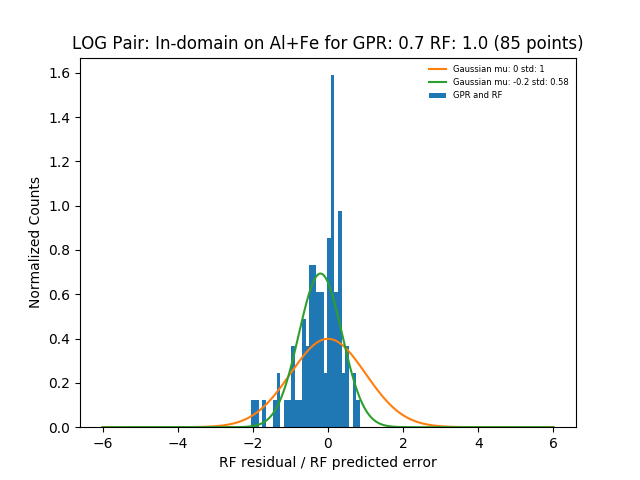 LOG Pair: In-domain on Al+Fe for GPR: 0.7 RF: 1.0 (85 points)
Gaussian mu: 0 std: 1
Gaussian mu: -0.2 std: 0.58
GPR and RF
Normalized Counts
1.6
1.4
1.2
1.0
0.8
0.6
0.4
0.2
0.0
−6 −4 −2 0 2 4 6
RF residual / RF predicted error